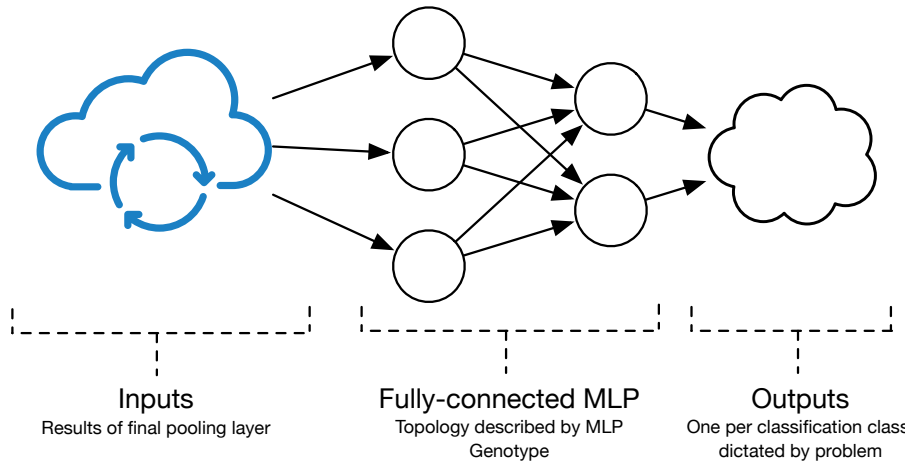 Inputs
Results of final pooling layer
Fully-connected MLP
Topology described by MLP
Genotype
Outputs
One per classification class
dictated by problem